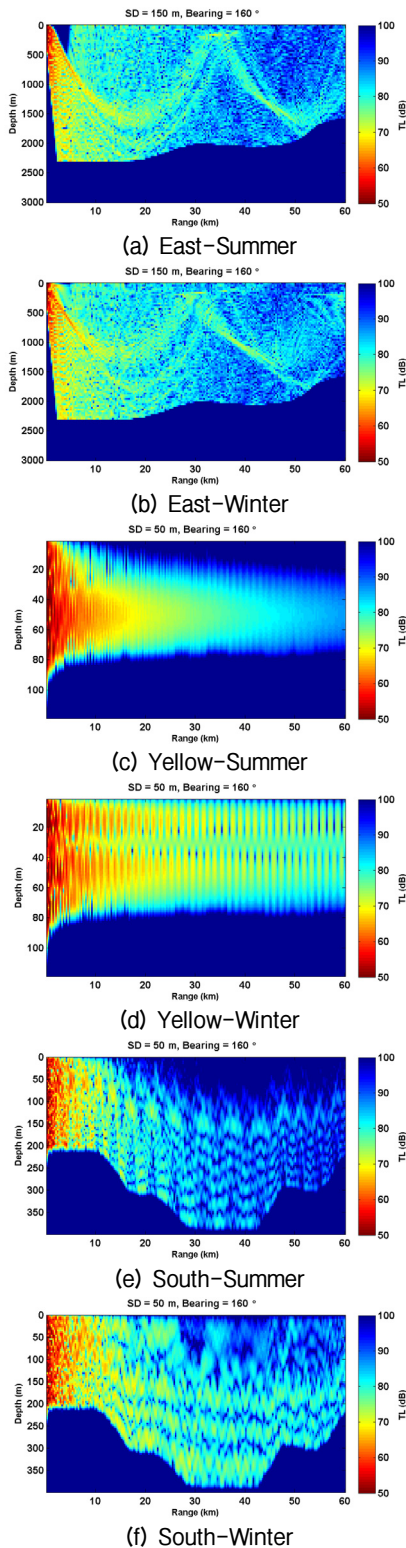 SD = 150 m, Bearing = 160 °
0
500
1000
1500
2000
2500
3000
Depth (m)
10 20 30 40 50 60
Range (km)
100
90
80
70
60
50
TL (dB)
(a) East-Summer
SD = 150 m, Bearing = 160 °
0
500
1000
1500
2000
2500
3000
Depth (m)
10 20 30 40 50 60
Range (km)
100
90
80
70
60
50
TL (dB)
(b) East-Winter
SD = 50 m, Bearing = 160 °
20
40
60
80
100
Depth (m)
10 20 30 40 50 60
Range (km)
100
90
80
70
60
50
TL (dB)
(c) Yellow-Summer
SD = 50 m, Bearing = 160 °
20
40
60
80
100
Depth (m)
10 20 30 40 50 60
Range (km)
100
90
80
70
60
50
TL (dB)
(d) Yellow-Winter
SD = 50 m, Bearing = 160 °
0
50
100
150
200
250
300
350
Depth (m)
10 20 30 40 50 60
Range (km)
100
90
80
70
60
50
TL (dB)
(e) South-Summer
SD = 50 m, Bearing = 160 °
0
50
100
150
200
250
300
350
Depth (m)
10 20 30 40 50 60
Range (km)
100
90
80
70
60
50
TL (dB)
(f) South-Winter